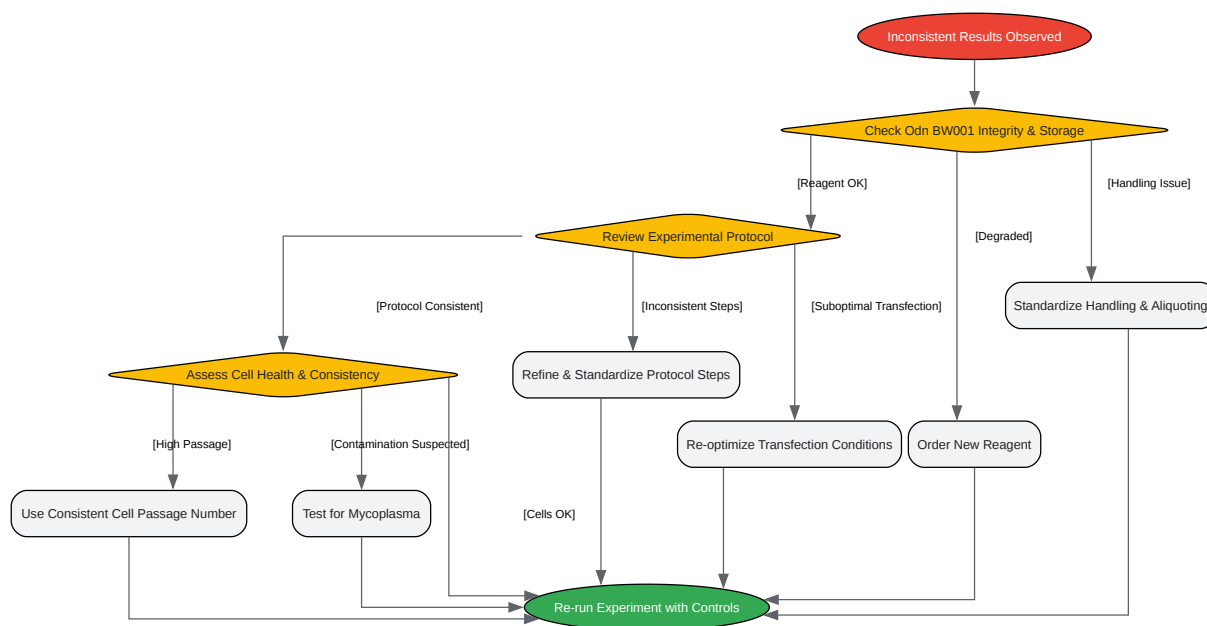 Inconsistent Results Observed
Check Odn BW001 Integrity & Storage
[Reagent OK]
[Handling Issue]
Review Experimental Protocol
[Degraded]
[Protocol Consistent]
[Inconsistent Steps]
[Suboptimal Transfection]
Standardize Handling & Aliquoting
Assess Cell Health & Consistency
Refine & Standardize Protocol Steps
[High Passage]
[Contamination Suspected]
Re-optimize Transfection Conditions
Order New Reagent
Use Consistent Cell Passage Number
Test for Mycoplasma
[Cells OK]
Re-run Experiment with Controls